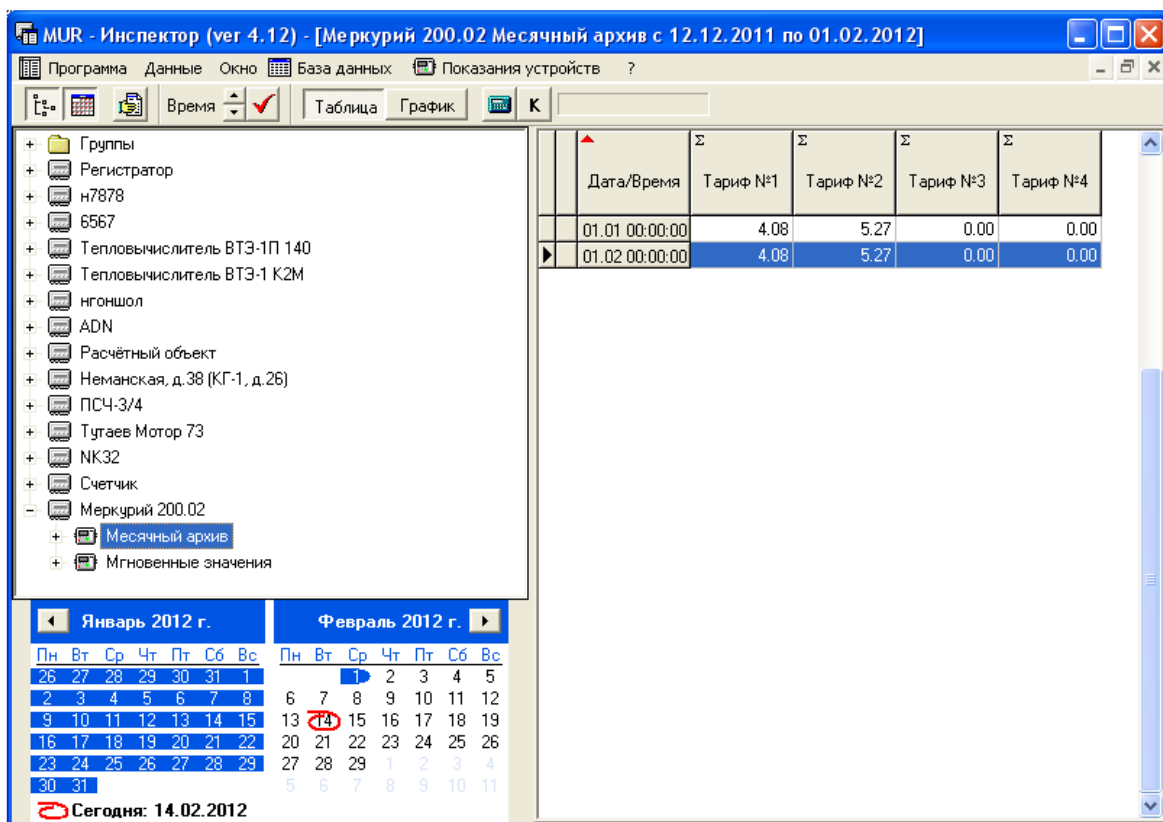 MUR - Инспектор (ver 4.12) - [Меркурий 200.02 Месячный архив с 12.12.2011 по 01.02.2012]
Программа Данные Окно База данных Показания устройств ?
Время Таблица График К
Группы
Регистратор
н7878
6567
Тепловычислитель ВТЭ-1П 140
Тепловычислитель ВТЭ-1 К2М
нгоншол
ADN
Расчётный объект
Неманская, д.38 (КГ-1, д.26)
ПСЧ-3/4
Тутаев Мотор 73
NK32
Счетчик
Меркурий 200.02
Месячный архив
Мгновенные значения
Σ Σ Σ Σ
Дата/Время Тариф №1 Тариф №2 Тариф №3 Тариф №4
01.01 00:00:00 4.08 5.27 0.00 0.00
01.02 00:00:00 4.08 5.27 0.00 0.00
Январь 2012 г.
Пн Вт Ср Чт Пт Сб Вс
26 27 28 29 30 31 1
2 3 4 5 6 7 8
9 10 11 12 13 14 15
16 17 18 19 20 21 22
23 24 25 26 27 28 29
30 31
Февраль 2012 г.
Пн Вт Ср Чт Пт Сб Вс
1 2 3 4 5
6 7 8 9 10 11 12
13 14 15 16 17 18 19
20 21 22 23 24 25 26
27 28 29 1 2 3 4
5 6 7 8 9 10 11
Сегодня: 14.02.2012